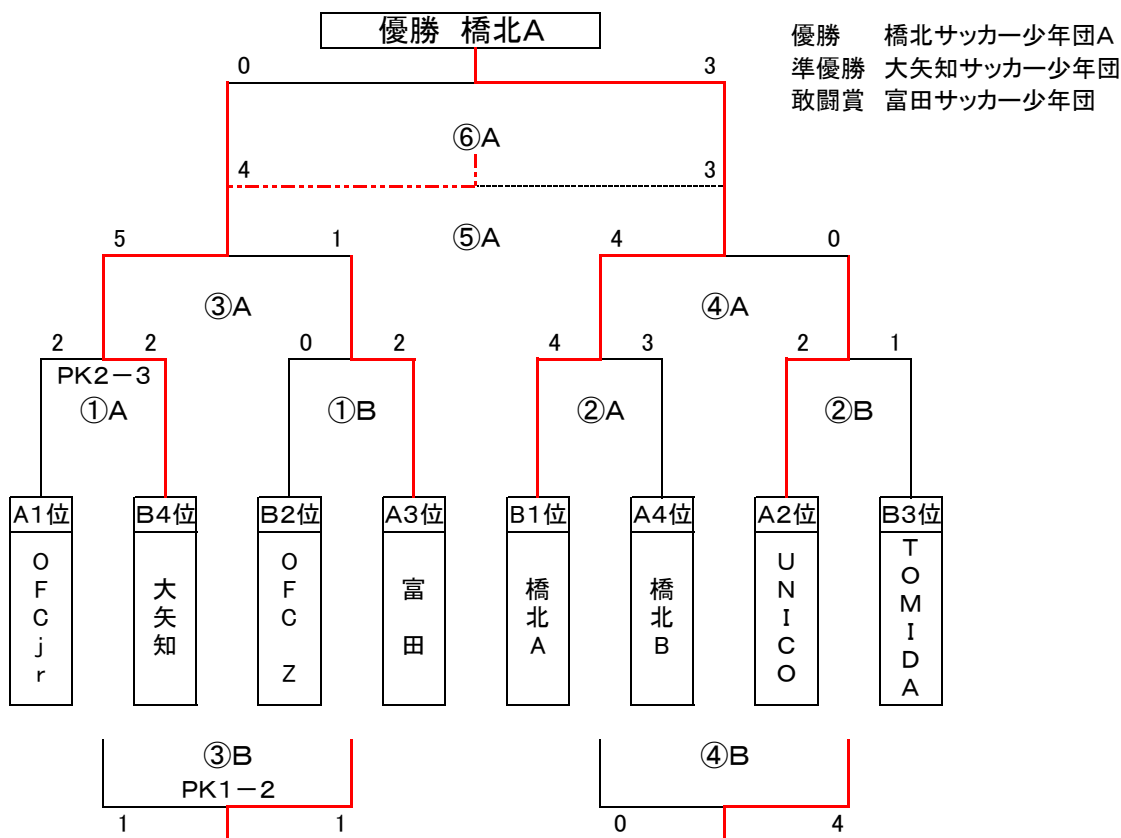 優勝 橋北A
優勝 橋北サッカー少年団A
準優勝 大矢知サッカー少年団
敢闘賞 富田サッカー少年団
0 3
⑥A
4 3
⑤A
5 1 4 0
③A ④A
2 2 0 2 4 3 2 1
PK2-3
①A ①B ②A ②B
A1位 B4位 B2位 A3位 B1位 A4位 A2位 B3位
OFCjr
大矢知
OFC Z
富田
橋北A
橋北B
UNICO
TOMIDA
③B ④B
PK1-2
1 1 0 4